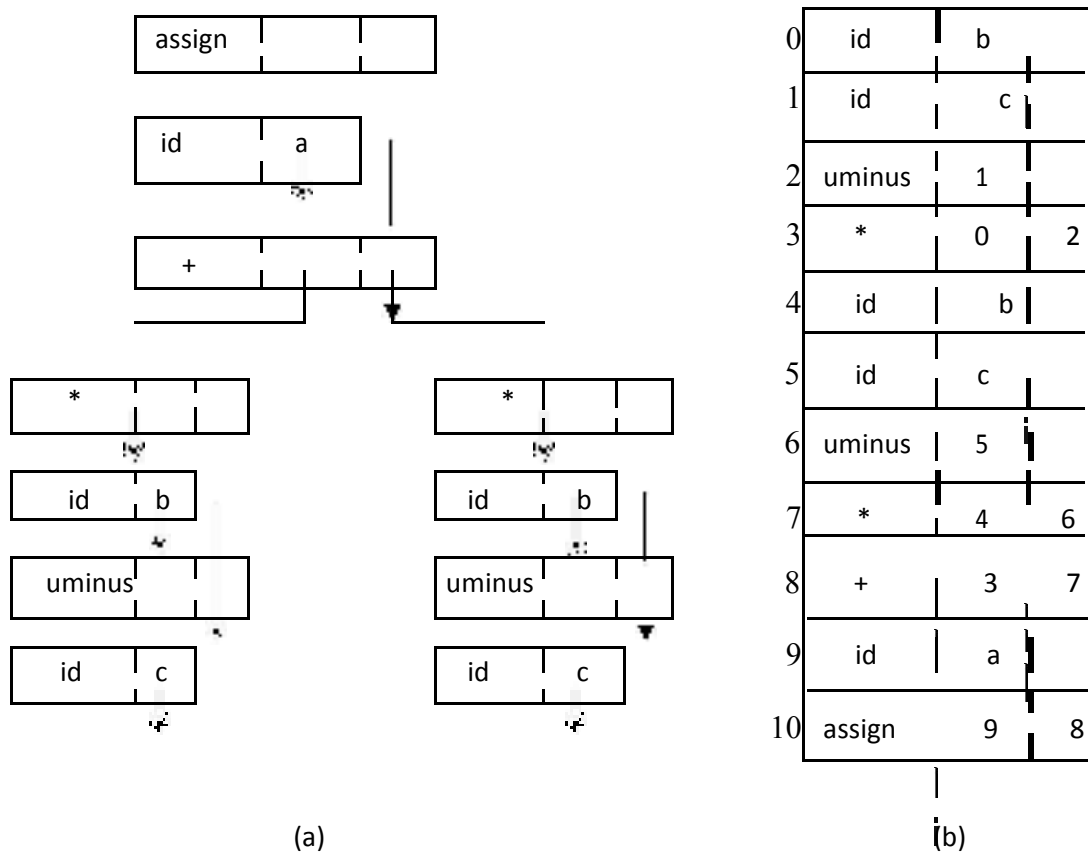 assign
id a
+
*
id b
uminus
id c
*
id b
uminus
id c
(a)
0 id b
1 id c
2 uminus 1
3 * 0 2
4 id b
5 id c
6 uminus 5
7 * 4 6
8 + 3 7
9 id a
10 assign 9 8
(b)